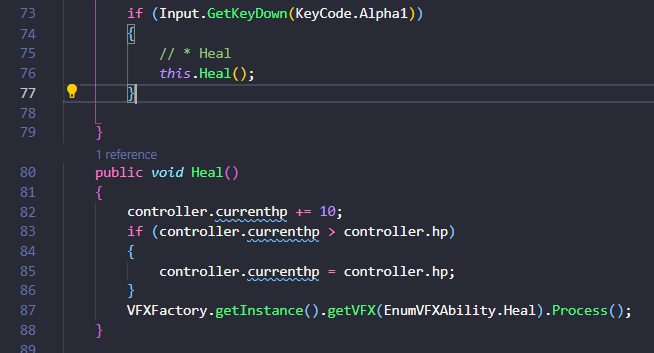 73 if (Input.GetKeyDown(KeyCode.Alpha1))
74 {
75 // * Heal
76 this.Heal();
77 }
78
79 }
1 reference
80 public void Heal()
81 {
82 controller.currenthp += 10;
83 if (controller.currenthp > controller.hp)
84 {
85 controller.currenthp = controller.hp;
86 }
87 VFXFactory.getInstance().getVFX(EnumVFXAbility.Heal).Process();
88 }
89